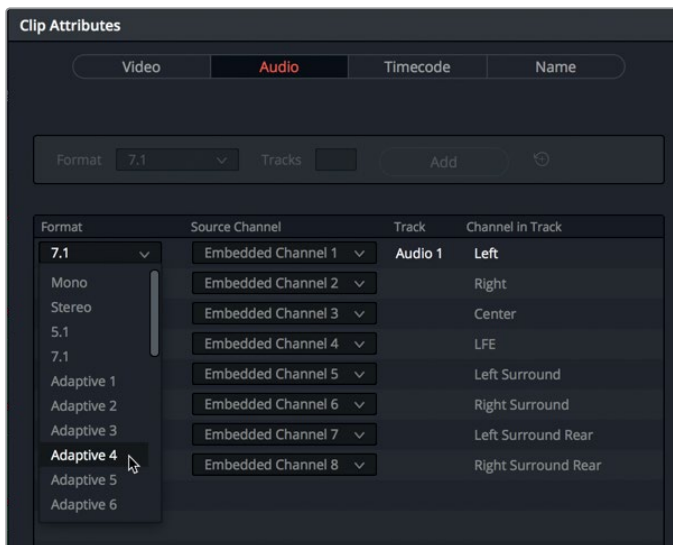 Clip Attributes
Video Audio Timecode Name
Format 7.1 Tracks Add
Format Source Channel Track Channel in Track
7.1 Embedded Channel 1 Audio 1 Left
Mono Embedded Channel 2 Right
Stereo Embedded Channel 3 Center
5.1 Embedded Channel 4 LFE
7.1
Adaptive 1 Embedded Channel 5 Left Surround
Adaptive 2 Embedded Channel 6 Right Surround
Adaptive 3 Embedded Channel 7 Left Surround Rear
Adaptive 4 Embedded Channel 8 Right Surround Rear
Adaptive 5
Adaptive 6